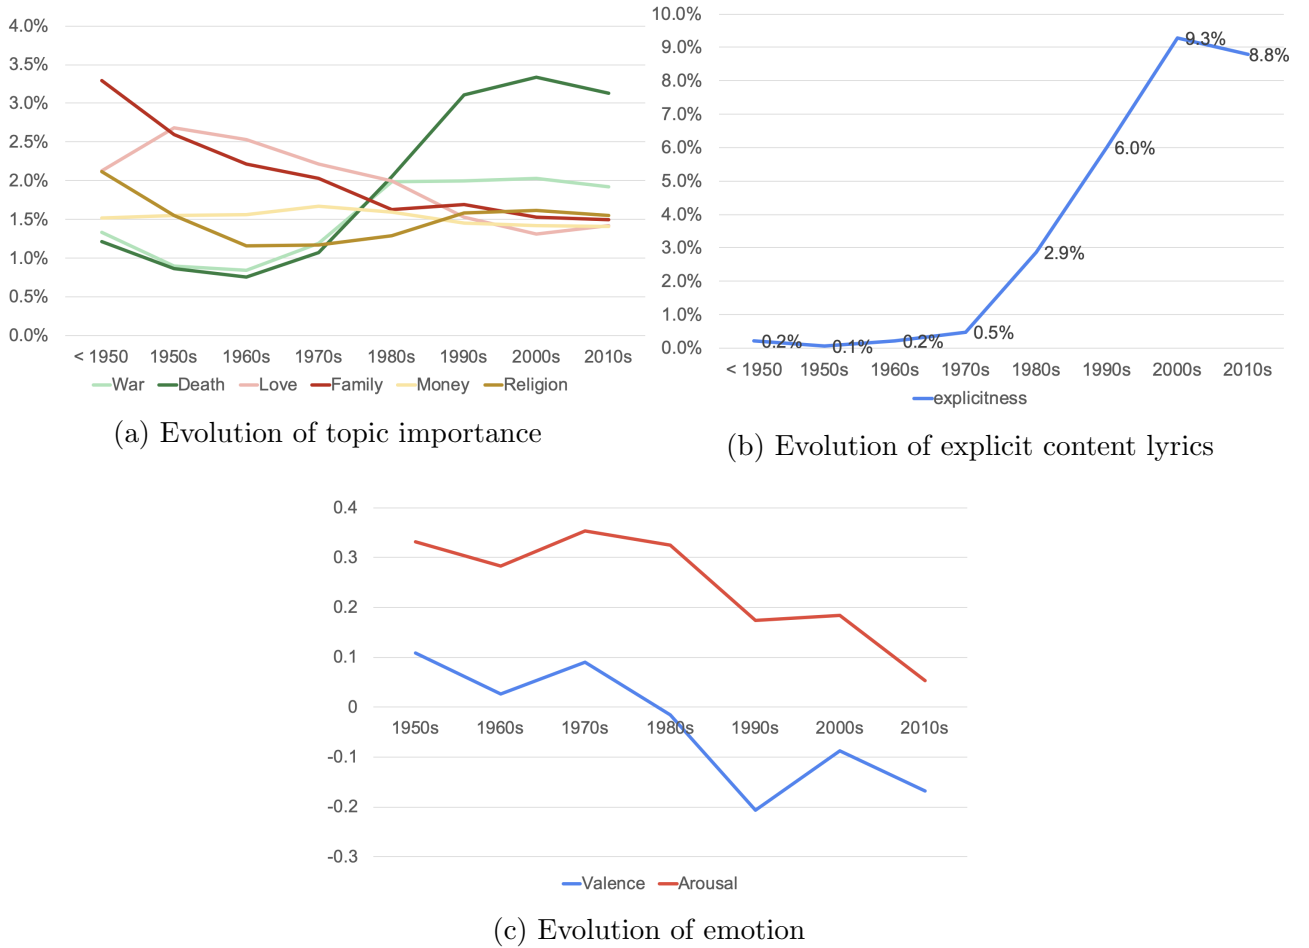 4.0%
3.5%
3.0%
2.5%
2.0%
1.5%
1.0%
0.5%
0.0%
< 1950 1950s 1960s 1970s 1980s 1990s 2000s 2010s
War Death Love Family Money Religion
(a) Evolution of topic importance
10.0%
9.0%
8.0%
7.0%
6.0%
5.0%
4.0%
3.0%
2.0%
1.0%
0.0%
0.2% 0.1% 0.2% 0.5% 2.9% 6.0% 9.3% 8.8%
< 1950 1950s 1960s 1970s 1980s 1990s 2000s 2010s
explicitness
(b) Evolution of explicit content lyrics
0.4
0.3
0.2
0.1
0
1950s 1960s 1970s 1980s 1990s 2000s 2010s
-0.1
-0.2
-0.3
Valence Arousal
(c) Evolution of emotion